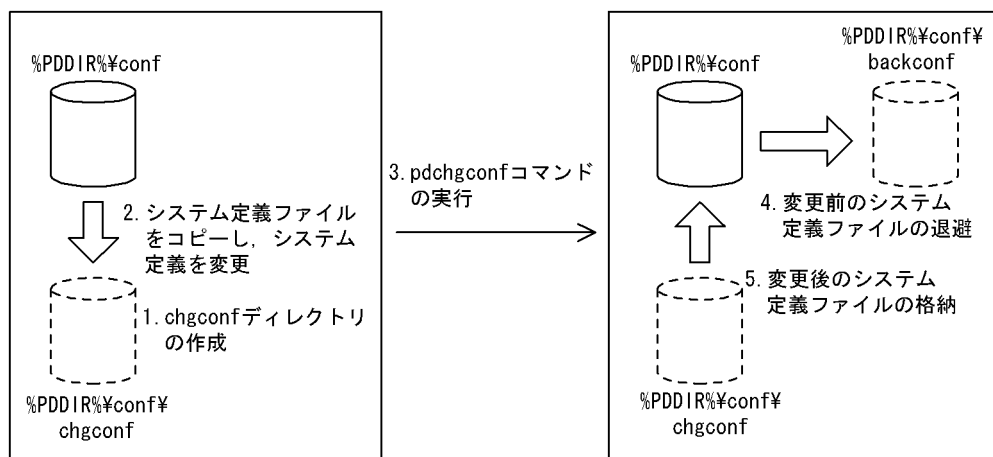 %PDDIR%¥conf
2. システム定義ファイル
をコピーし，システム
定義を変更
1. chgconfディレクトリ
の作成
%PDDIR%¥conf¥
chgconf
3. pdchgconfコマンド
の実行
%PDDIR%¥conf
%PDDIR%¥conf¥
backconf
4. 変更前のシステム
定義ファイルの退避
5. 変更後のシステム
定義ファイルの格納
%PDDIR%¥conf¥
chgconf